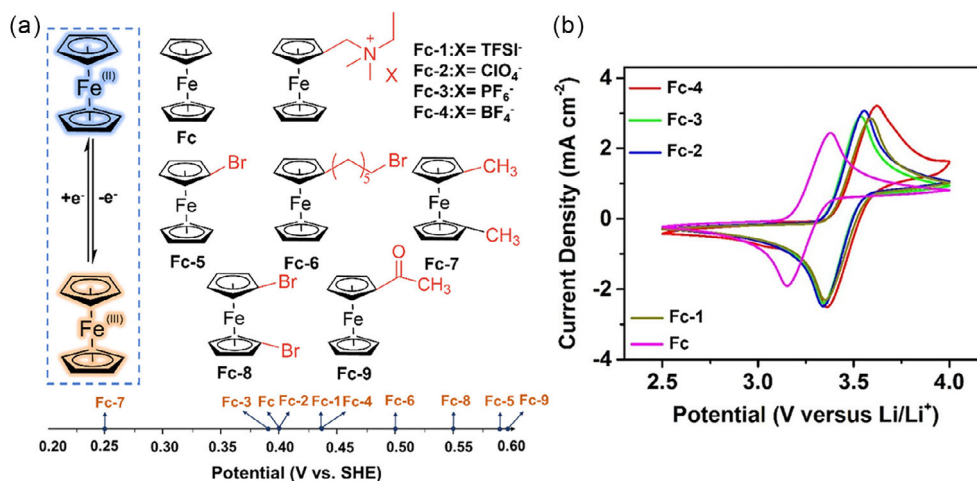 (a)
Fe
(II)
+e⁻
-e⁻
Fe
(III)
Fe
Fc
Fe
N
+
X
Fc-1:X= TFSI⁻
Fc-2:X= ClO₄⁻
Fc-3:X= PF₆⁻
Fc-4:X= BF₄⁻
Br
Fe
Fc-5
Br
5
Fe
Fc-6
CH₃
Fe
CH₃
Fc-7
Br
Fe
Br
Fc-8
O
CH₃
Fe
Fc-9
Fc-7 Fc-3 Fc Fc-2 Fc-1 Fc-4 Fc-6 Fc-8 Fc-5 Fc-9
0.20 0.25 0.30 0.35 0.40 0.45 0.50 0.55 0.60
Potential (V vs. SHE)
(b)
Current Density (mA cm⁻²)
4
2
0
-2
-4
Fc-4
Fc-3
Fc-2
Fc-1
Fc
2.5 3.0 3.5 4.0
Potential (V versus Li/Li⁺)